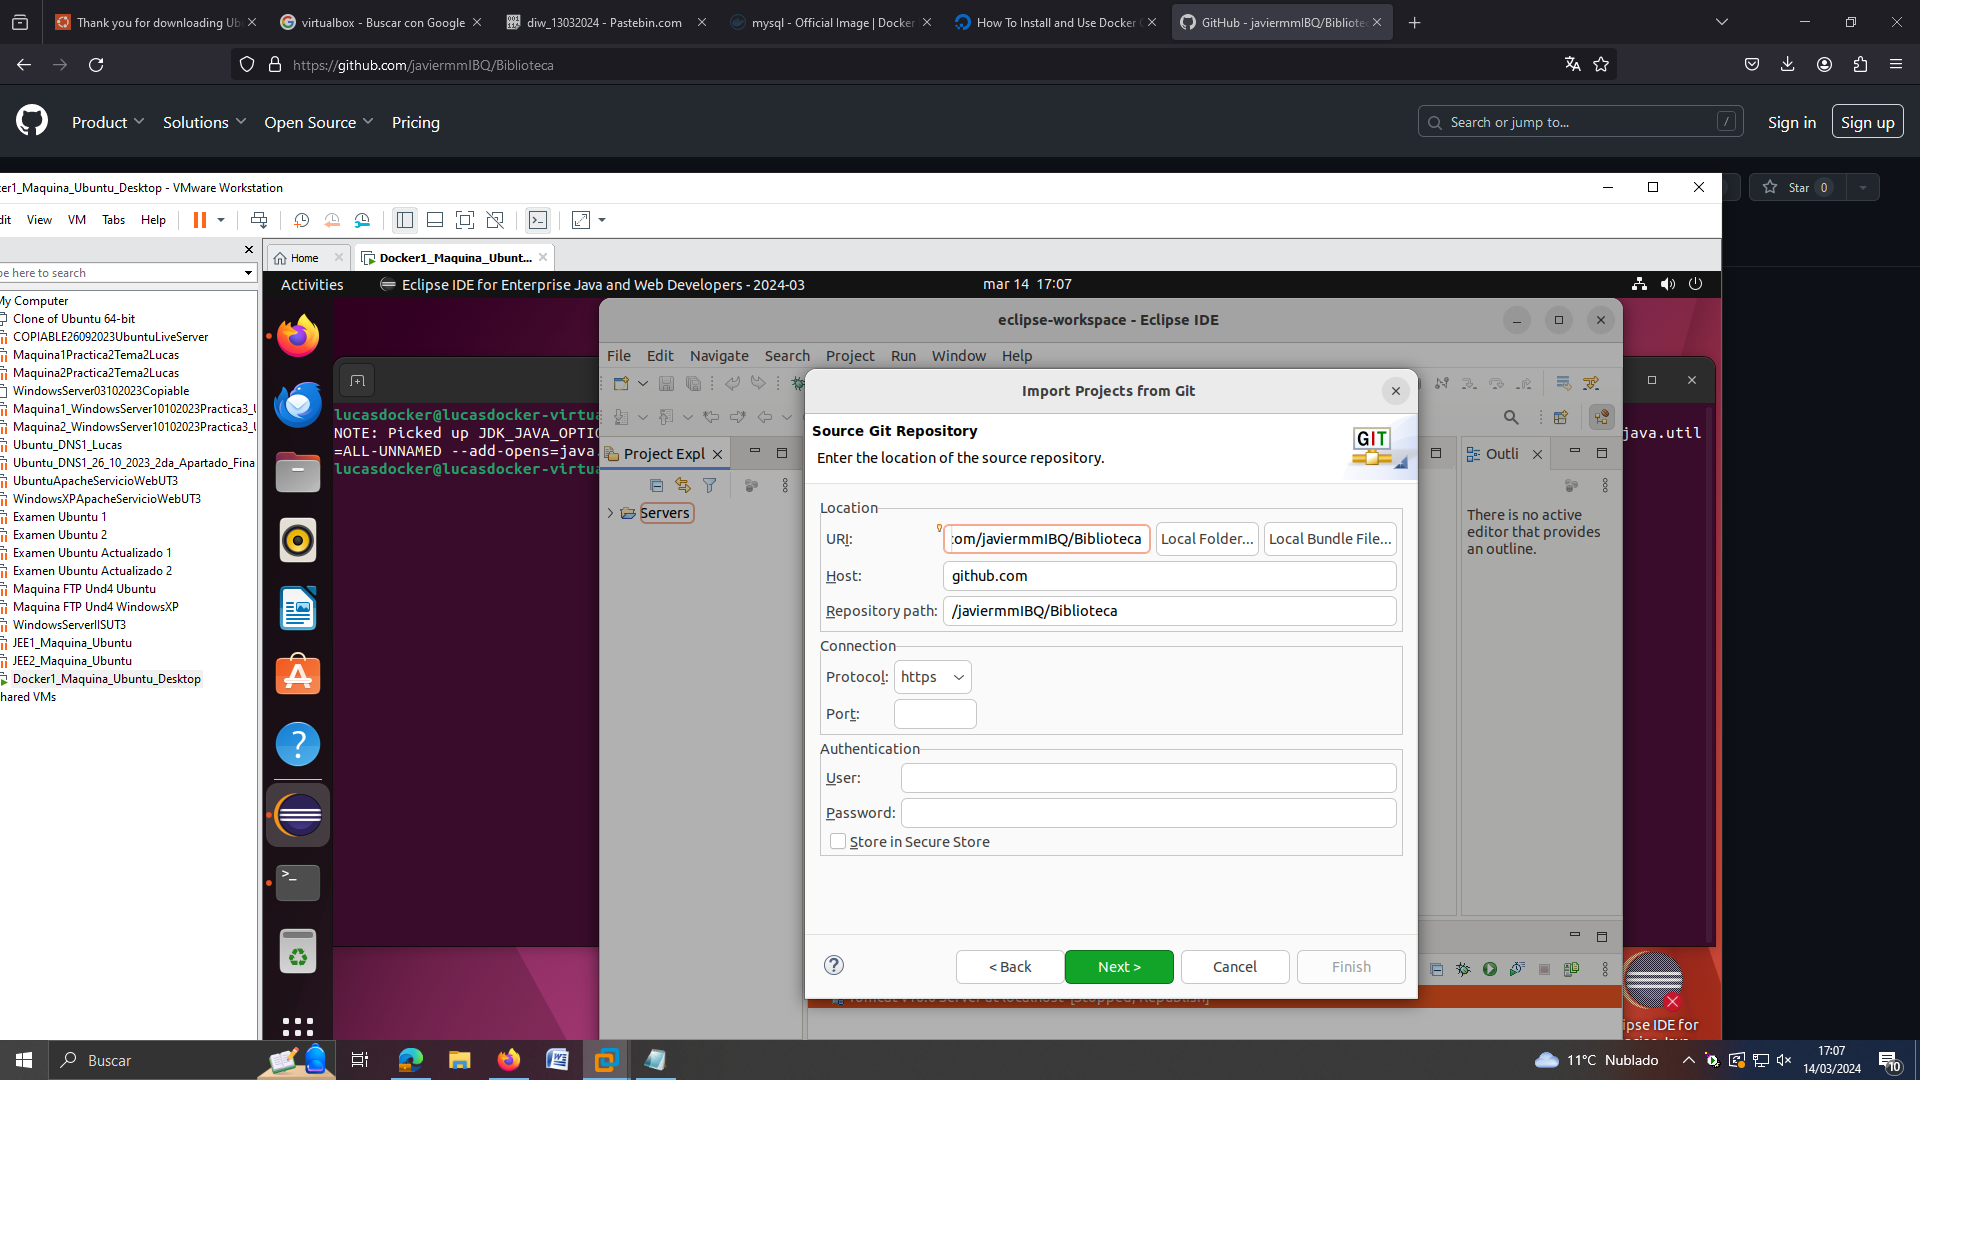 Thank you for downloading Ub
virtualbox - Buscar con Google
diw_13032024 - Pastebin.com
mysql - Official Image | Docker
How To Install and Use Docker
GitHub - javiermmIBQ/Bibliotec
https://github.com/javiermmIBQ/Biblioteca
Product
Solutions
Open Source
Pricing
Search or jump to...
/
Sign in
Sign up
Star 0
er1_Maquina_Ubuntu_Desktop - VMware Workstation
dit View VM Tabs Help
pe here to search
My Computer
Clone of Ubuntu 64-bit
COPIABLE26092023UbuntuLiveServer
Maquina1Practica2Tema2Lucas
Maquina2Practica2Tema2Lucas
WindowsServer03102023Copiable
Maquina1_WindowsServer10102023Practica3_
Maquina2_WindowsServer10102023Practica3_
Ubuntu_DNS1_Lucas
Ubuntu_DNS1_26_10_2023_2da_Apartado_Fina
UbuntuApacheServicioWebUT3
WindowsXPApacheServicioWebUT3
Examen Ubuntu 1
Examen Ubuntu 2
Examen Ubuntu Actualizado 1
Examen Ubuntu Actualizado 2
Maquina FTP Und4 Ubuntu
Maquina FTP Und4 WindowsXP
WindowsServerIISUT3
JEE1_Maquina_Ubuntu
JEE2_Maquina_Ubuntu
Docker1_Maquina_Ubuntu_Desktop
hared VMs
Home
Docker1_Maquina_Ubunt...
Activities
Eclipse IDE for Enterprise Java and Web Developers - 2024-03
mar 14 17:07
lucasdocker@lucasdocker-virtua
NOTE: Picked up JDK_JAVA_OPTIO
=ALL-UNNAMED --add-opens=java.
lucasdocker@lucasdocker-virtua
java.util
eclipse-workspace - Eclipse IDE
File Edit Navigate Search Project Run Window Help
Project Expl
Servers
Outli
There is no active
editor that provides
an outline.
Import Projects from Git
Source Git Repository
Enter the location of the source repository.
GIT
Location
URI:
om/javiermmIBQ/Biblioteca
Local Folder...
Local Bundle File...
Host:
github.com
Repository path:
/javiermmIBQ/Biblioteca
Connection
Protocol:
https
Port:
Authentication
User:
Password:
Store in Secure Store
< Back
Next >
Cancel
Finish
ipse IDE for
Buscar
11°C Nublado
17:07
14/03/2024
10